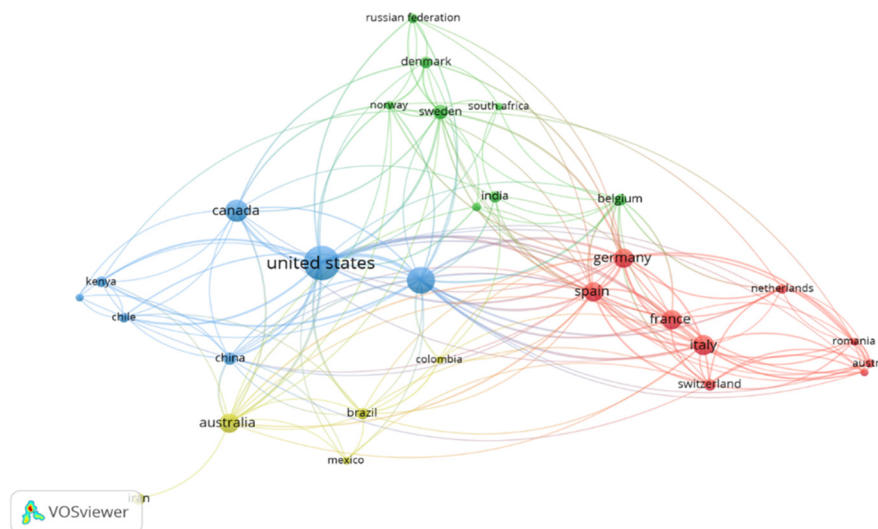 russian federation
denmark
norway
sweden
south africa
india
belgium
canada
united states
germany
kenya
spain
netherlands
chile
france
italy
romania
china
colombia
austr
switzerland
australia
brazil
mexico
iran
VOSviewer